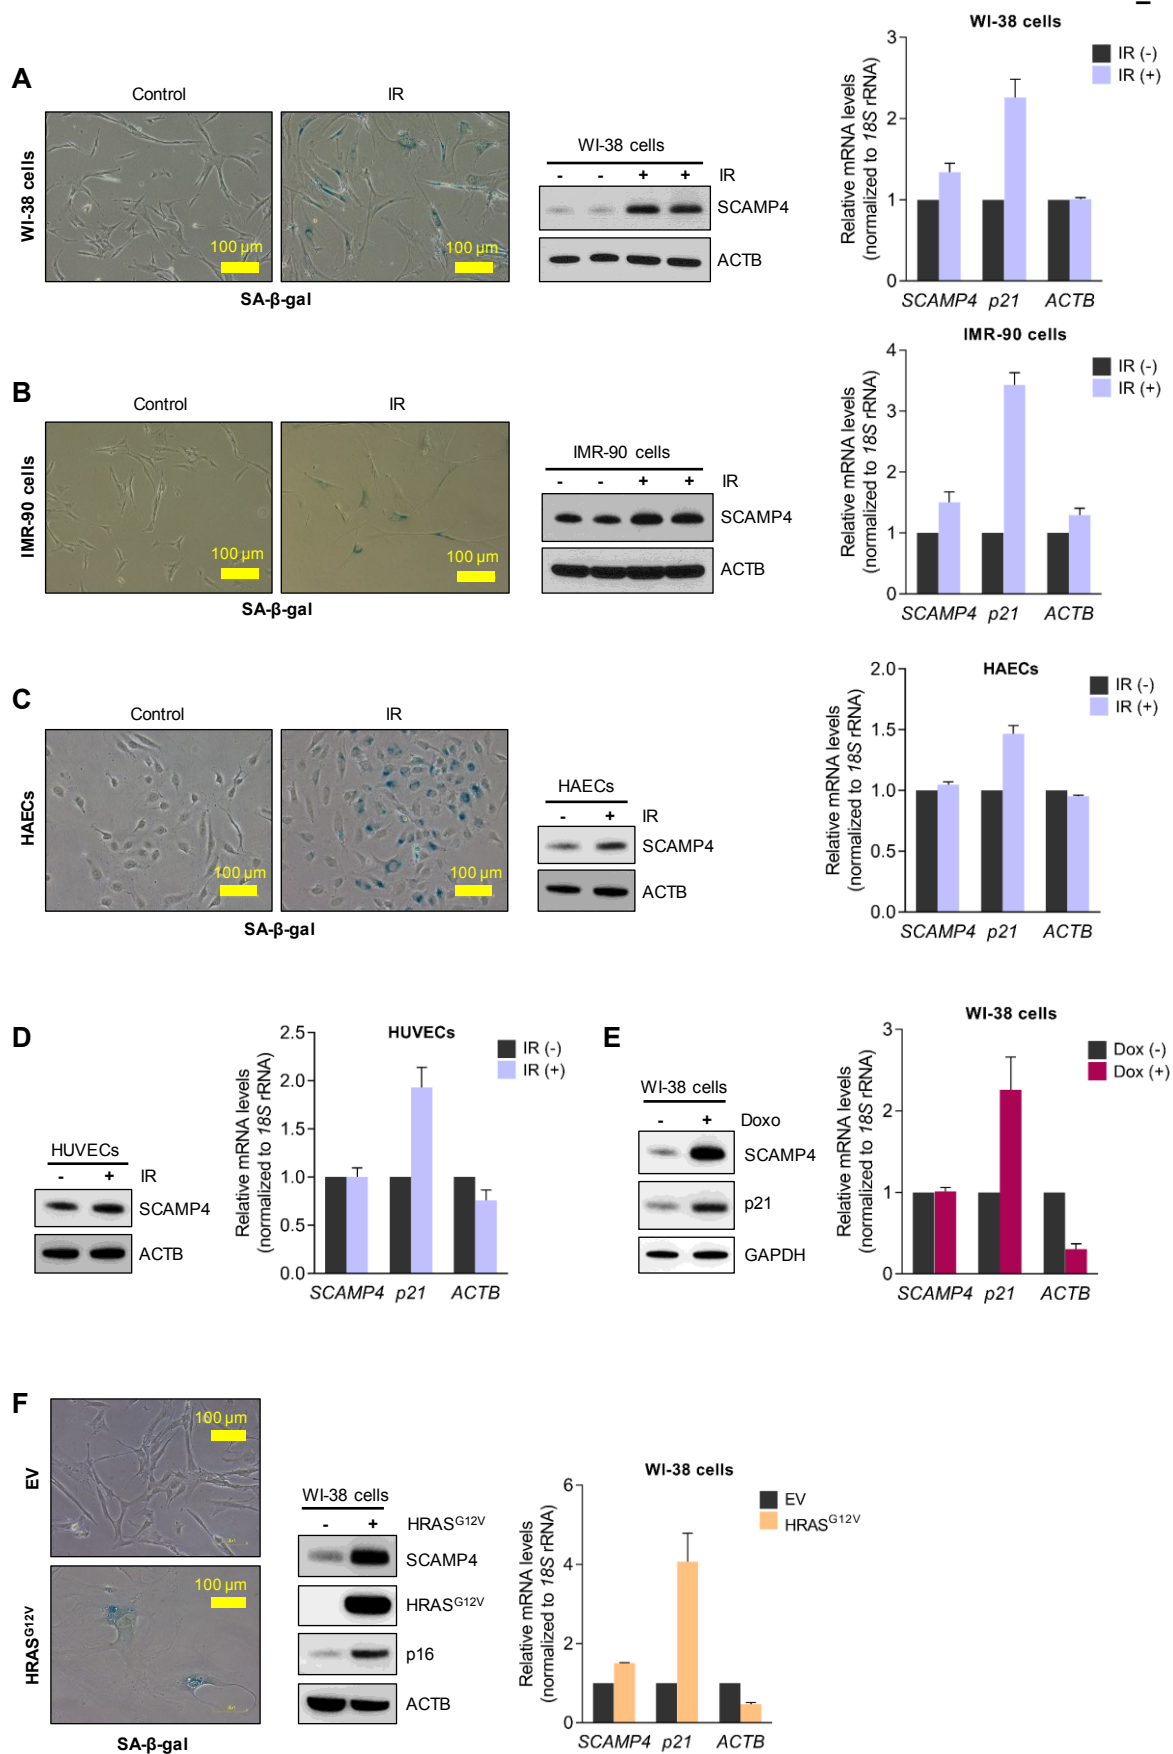 A
Control
IR
WI-38 cells
100 µm
100 µm
SA-β-gal
WI-38 cells
- - + + IR
SCAMP4
ACTB
WI-38 cells
IR (-)
IR (+)
Relative mRNA levels
(normalized to 18S rRNA)
3
2
1
0
SCAMP4 p21 ACTB
B
Control
IR
IMR-90 cells
100 µm
100 µm
SA-β-gal
IMR-90 cells
- - + + IR
SCAMP4
ACTB
IMR-90 cells
IR (-)
IR (+)
Relative mRNA levels
(normalized to 18S rRNA)
4
3
2
1
0
SCAMP4 p21 ACTB
C
Control
IR
HAECs
100 µm
100 µm
SA-β-gal
HAECs
- + IR
SCAMP4
ACTB
HAECs
IR (-)
IR (+)
Relative mRNA levels
(normalized to 18S rRNA)
2.0
1.5
1.0
0.5
0.0
SCAMP4 p21 ACTB
D
HUVECs
- + IR
SCAMP4
ACTB
HUVECs
IR (-)
IR (+)
Relative mRNA levels
(normalized to 18S rRNA)
2.5
2.0
1.5
1.0
0.5
0.0
SCAMP4 p21 ACTB
E
WI-38 cells
- + Doxo
SCAMP4
p21
GAPDH
WI-38 cells
Dox (-)
Dox (+)
Relative mRNA levels
(normalized to 18S rRNA)
3
2
1
0
SCAMP4 p21 ACTB
F
EV
100 µm
HRASG12V
100 µm
SA-β-gal
WI-38 cells
- + HRASG12V
SCAMP4
HRASG12V
p16
ACTB
WI-38 cells
EV
HRASG12V
Relative mRNA levels
(normalized to 18S rRNA)
6
4
2
0
SCAMP4 p21 ACTB